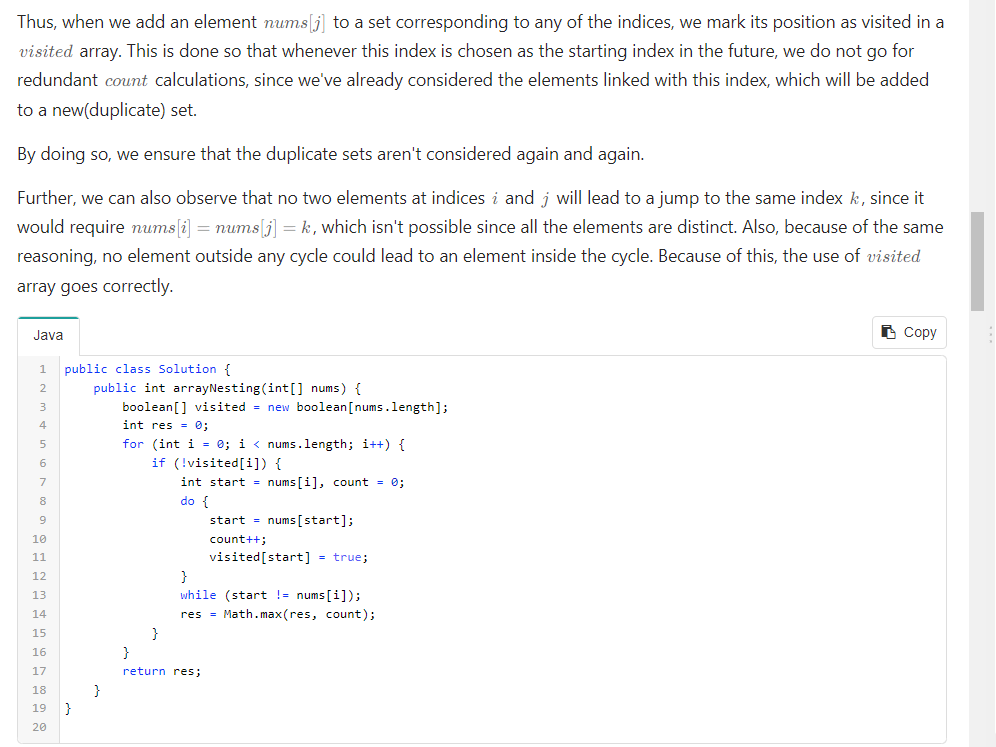 Thus, when we add an element nums[j] to a set corresponding to any of the indices, we mark its position as visited in a
visited array. This is done so that whenever this index is chosen as the starting index in the future, we do not go for
redundant count calculations, since we've already considered the elements linked with this index, which will be added
to a new(duplicate) set.
By doing so, we ensure that the duplicate sets aren't considered again and again.
Further, we can also observe that no two elements at indices i and j will lead to a jump to the same index k, since it
would require nums[i] = nums[j] = k, which isn't possible since all the elements are distinct. Also, because of the same
reasoning, no element outside any cycle could lead to an element inside the cycle. Because of this, the use of visited
array goes correctly.
Java
Copy
1 public class Solution {
2     public int arrayNesting(int[] nums) {
3         boolean[] visited = new boolean[nums.length];
4         int res = 0;
5         for (int i = 0; i < nums.length; i++) {
6             if (!visited[i]) {
7                 int start = nums[i], count = 0;
8                 do {
9                     start = nums[start];
10                     count++;
11                     visited[start] = true;
12                 }
13                 while (start != nums[i]);
14                 res = Math.max(res, count);
15             }
16         }
17         return res;
18     }
19 }
20